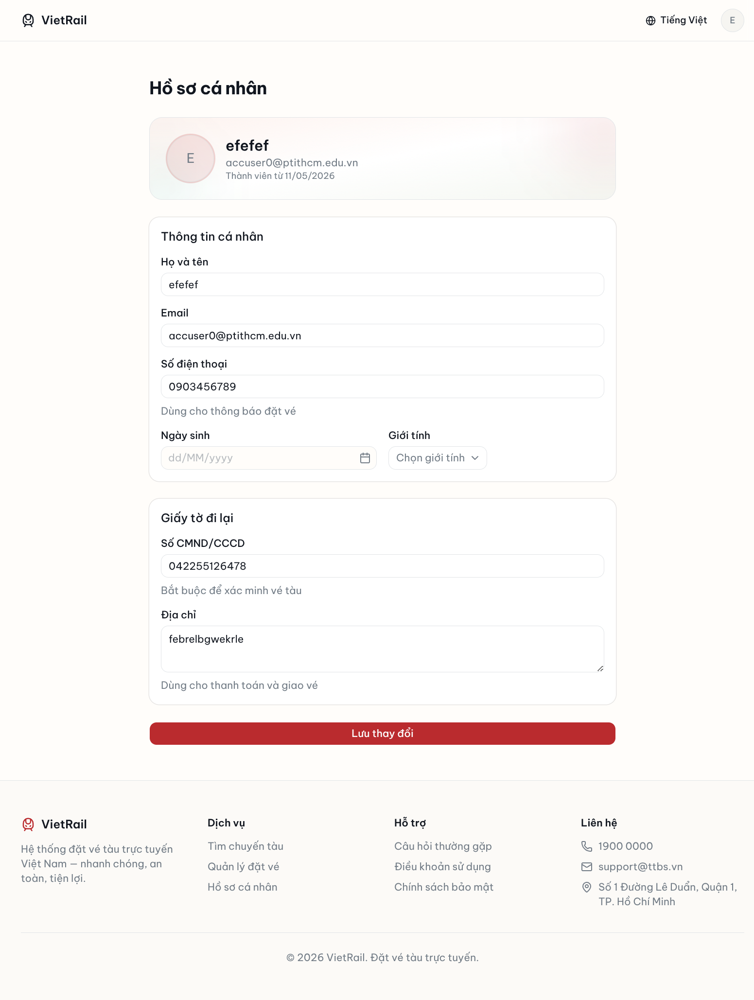 VietRail
Tiếng Việt
E
Hồ sơ cá nhân
E
efefef
accuser0@ptithcm.edu.vn
Thành viên từ 11/05/2026
Thông tin cá nhân
Họ và tên
efefef
Email
accuser0@ptithcm.edu.vn
Số điện thoại
0903456789
Dùng cho thông báo đặt vé
Ngày sinh
Giới tính
dd/MM/yyyy
Chọn giới tính
Giấy tờ đi lại
Số CMND/CCCD
042255126478
Bắt buộc để xác minh vé tàu
Địa chỉ
febrelbgwekrle
Dùng cho thanh toán và giao vé
Lưu thay đổi
VietRail
Hệ thống đặt vé tàu trực tuyến
Việt Nam — nhanh chóng, an
toàn, tiện lợi.
Dịch vụ
Tìm chuyến tàu
Quản lý đặt vé
Hồ sơ cá nhân
Hỗ trợ
Câu hỏi thường gặp
Điều khoản sử dụng
Chính sách bảo mật
Liên hệ
1900 0000
support@ttbs.vn
Số 1 Đường Lê Duẩn, Quận 1,
TP. Hồ Chí Minh
© 2026 VietRail. Đặt vé tàu trực tuyến.